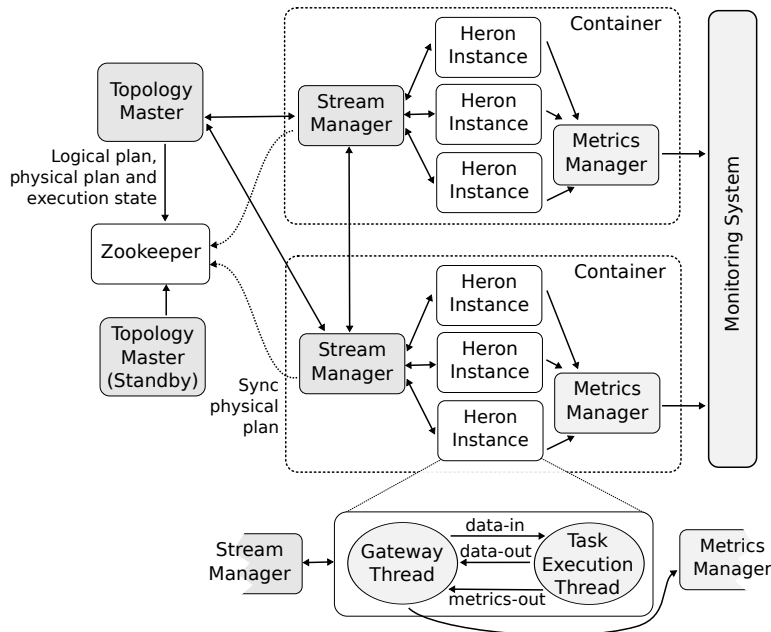 Container
Heron
Instance
Topology
Master
Stream
Manager
Heron
Instance
Metrics
Manager
Heron
Instance
Logical plan,
physical plan and
execution state
Zookeeper
Monitoring System
Container
Heron
Instance
Topology
Master
(Standby)
Stream
Manager
Heron
Instance
Metrics
Manager
Sync
physical
plan
Heron
Instance
Stream
Manager
Gateway
Thread
data-in
data-out
metrics-out
Task
Execution
Thread
Metrics
Manager